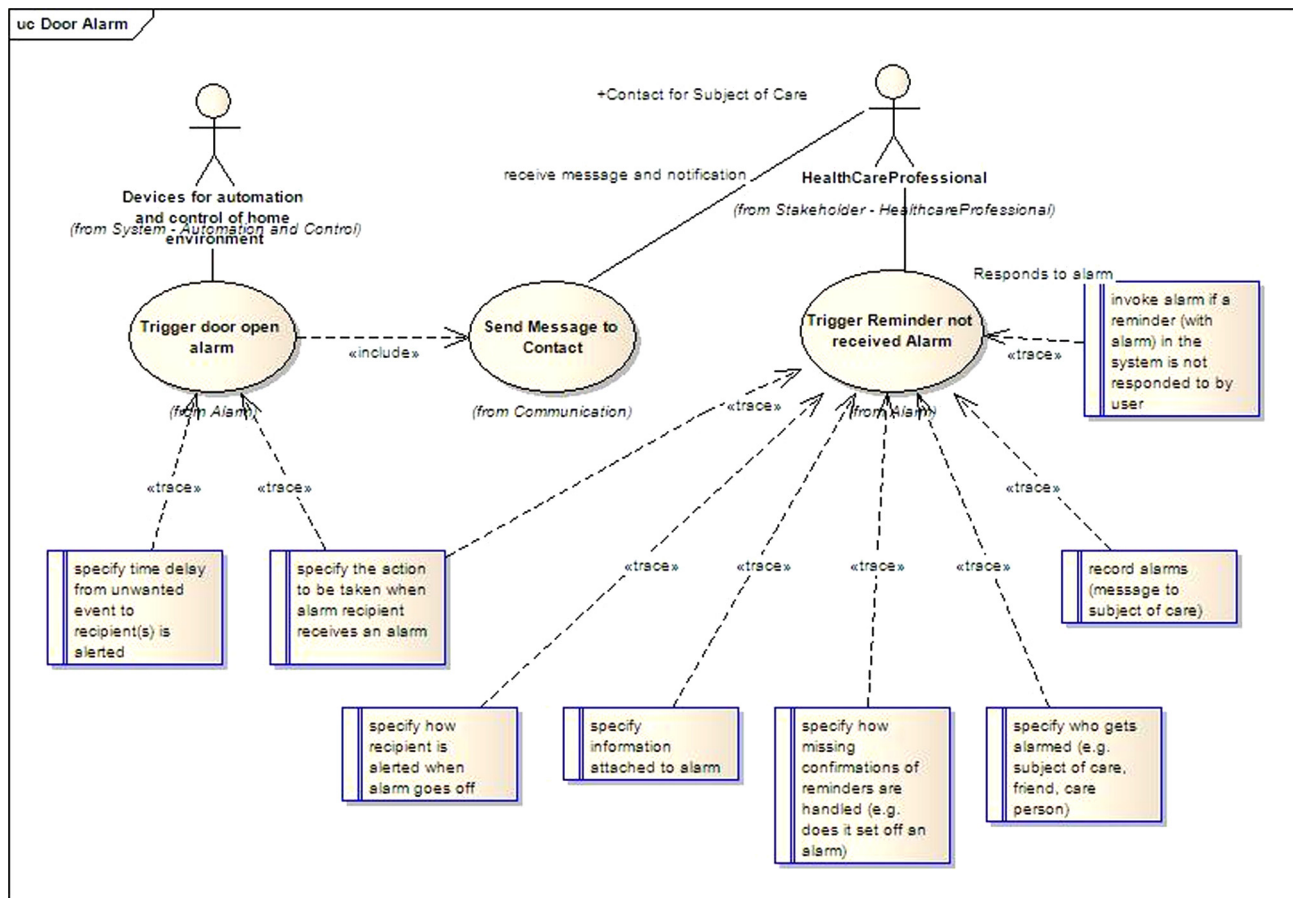 uc Door Alarm
+Contact for Subject of Care
receive message and notification
HealthCareProfessional
(from Stakeholder - HealthcareProfessional)
Devices for automation
and control of home
environment
(from System - Automation and Control)
Responds to alarm
Trigger door open
alarm
(from Alarm)
«include»
Send Message to
Contact
(from Communication)
Trigger Reminder not
received Alarm
(from Alarm)
«trace»
invoke alarm if a
reminder (with
alarm) in the
system is not
responded to by
user
«trace»
«trace»
«trace»
«trace»
«trace»
«trace»
«trace»
«trace»
specify time delay
from unwanted
event to
recipient(s) is
alerted
specify the action
to be taken when
alarm recipient
receives an alarm
record alarms
(message to
subject of care)
specify how
recipient is
alerted when
alarm goes off
specify
information
attached to alarm
specify how
missing
confirmations of
reminders are
handled (e.g.
does it set off an
alarm)
specify who gets
alarmed (e.g.
subject of care,
friend, care
person)